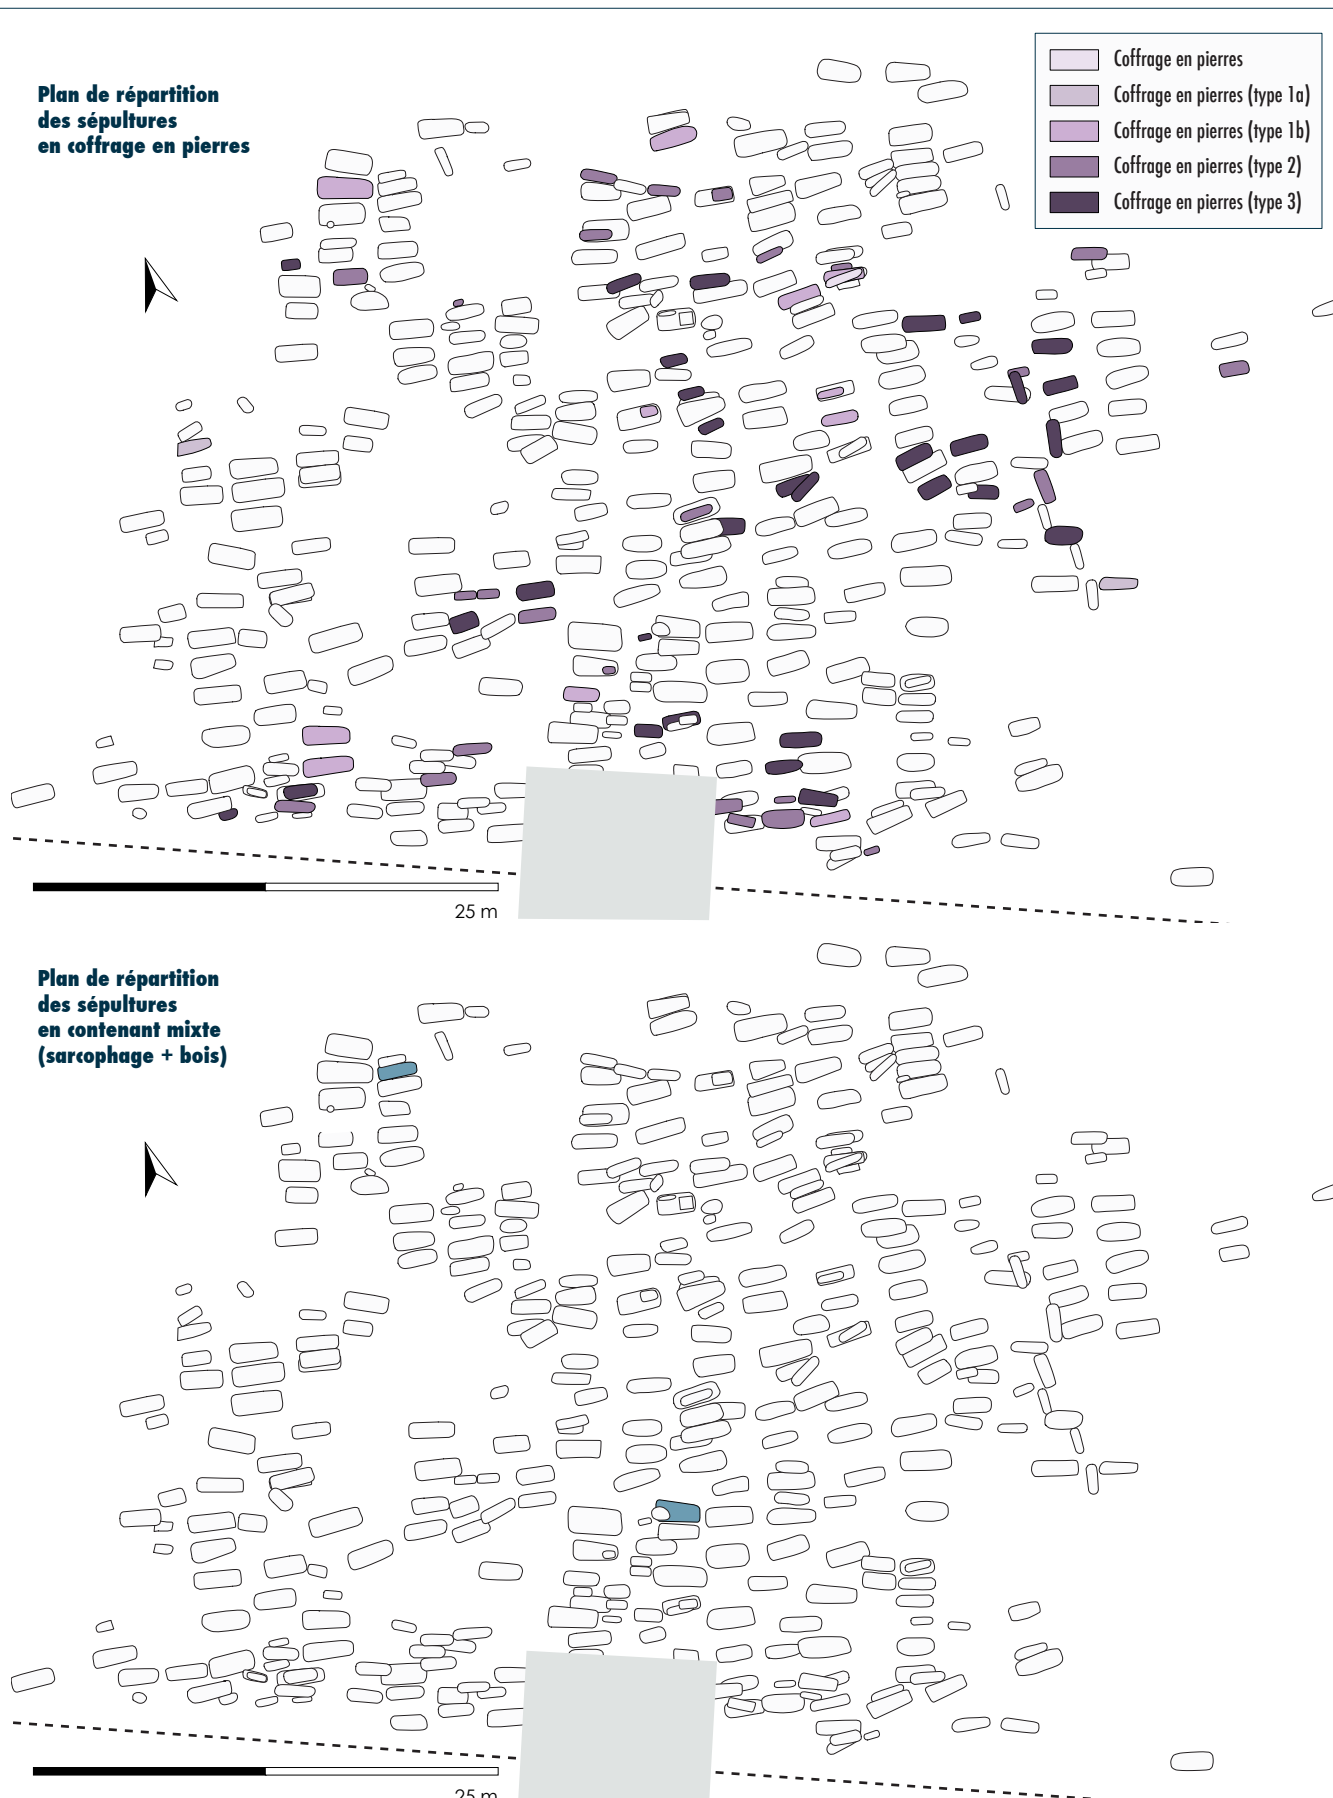 Plan de répartition
des sépultures
en coffrage en pierres
Coffrage en pierres
Coffrage en pierres (type 1a)
Coffrage en pierres (type 1b)
Coffrage en pierres (type 2)
Coffrage en pierres (type 3)
25 m
Plan de répartition
des sépultures
en contenant mixte
(sarcophage + bois)
25 m